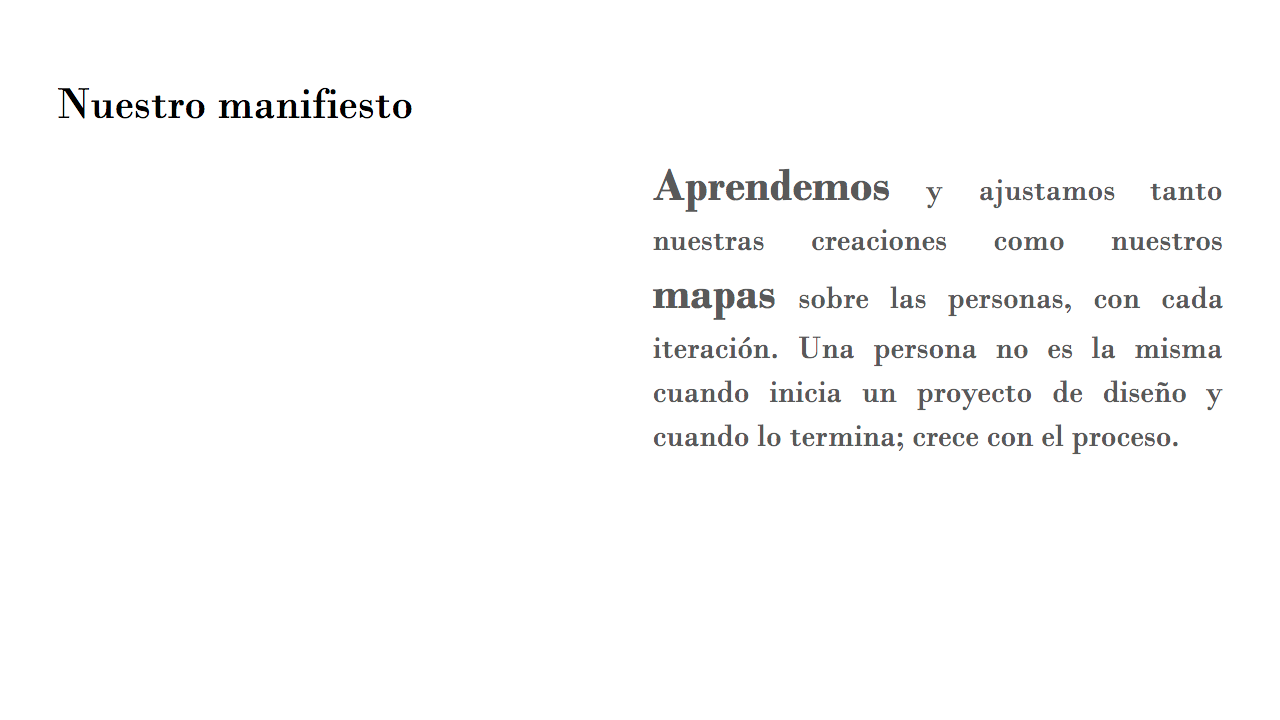 Nuestro manifiesto
Aprendemos y ajustamos tanto
nuestras creaciones como nuestros
mapas sobre las personas, con cada
iteración. Una persona no es la misma
cuando inicia un proyecto de diseño y
cuando lo termina; crece con el proceso.